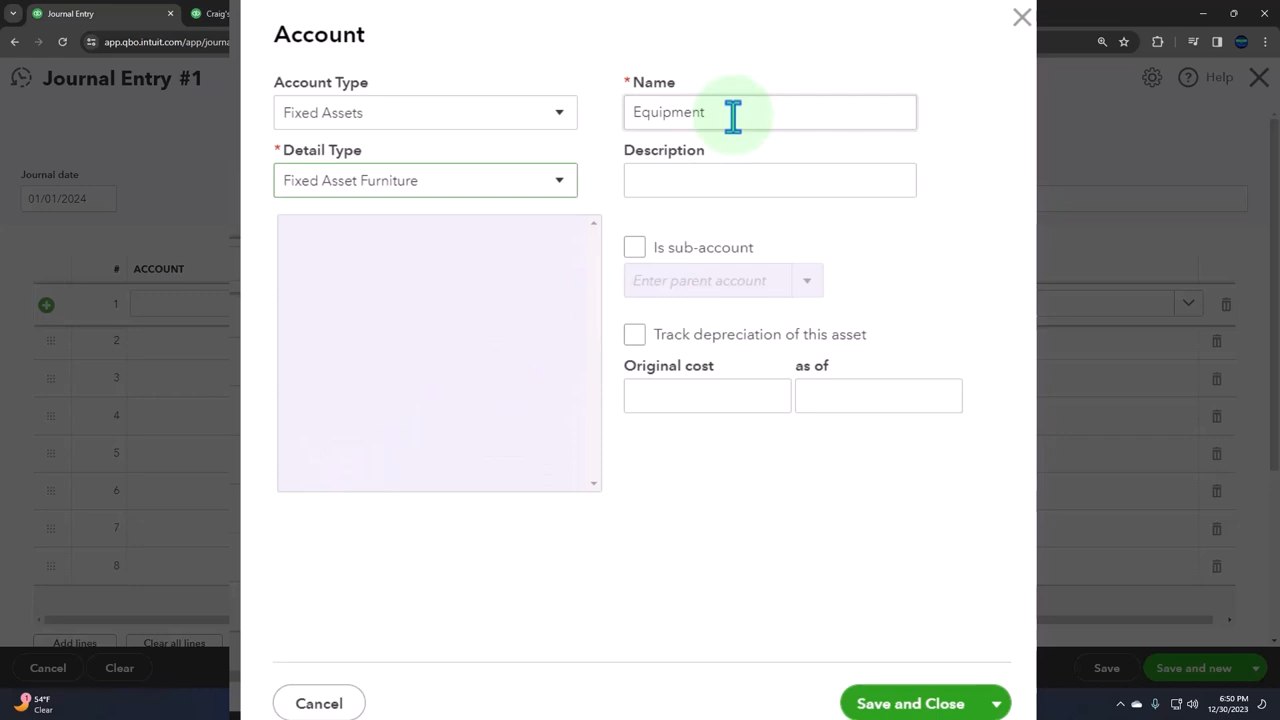 Craig's
app.qbo.intuit.com/app/journa
Journal Entry #1
Help
Account
Account Type
*Name
Fixed Assets
Equipment
*Detail Type
Description
Fixed Asset Furniture
Journal date
01/01/2024
Is sub-account
# ACCOUNT
Enter parent account
1
2
Track depreciation of this asset
Original cost as of
3
4
5
6
7
8
Add lines Clear all lines
Cancel Clear
Save Save and new
Cancel
Save and Close
54°F
Clear
6:50 PM
12/6/2023